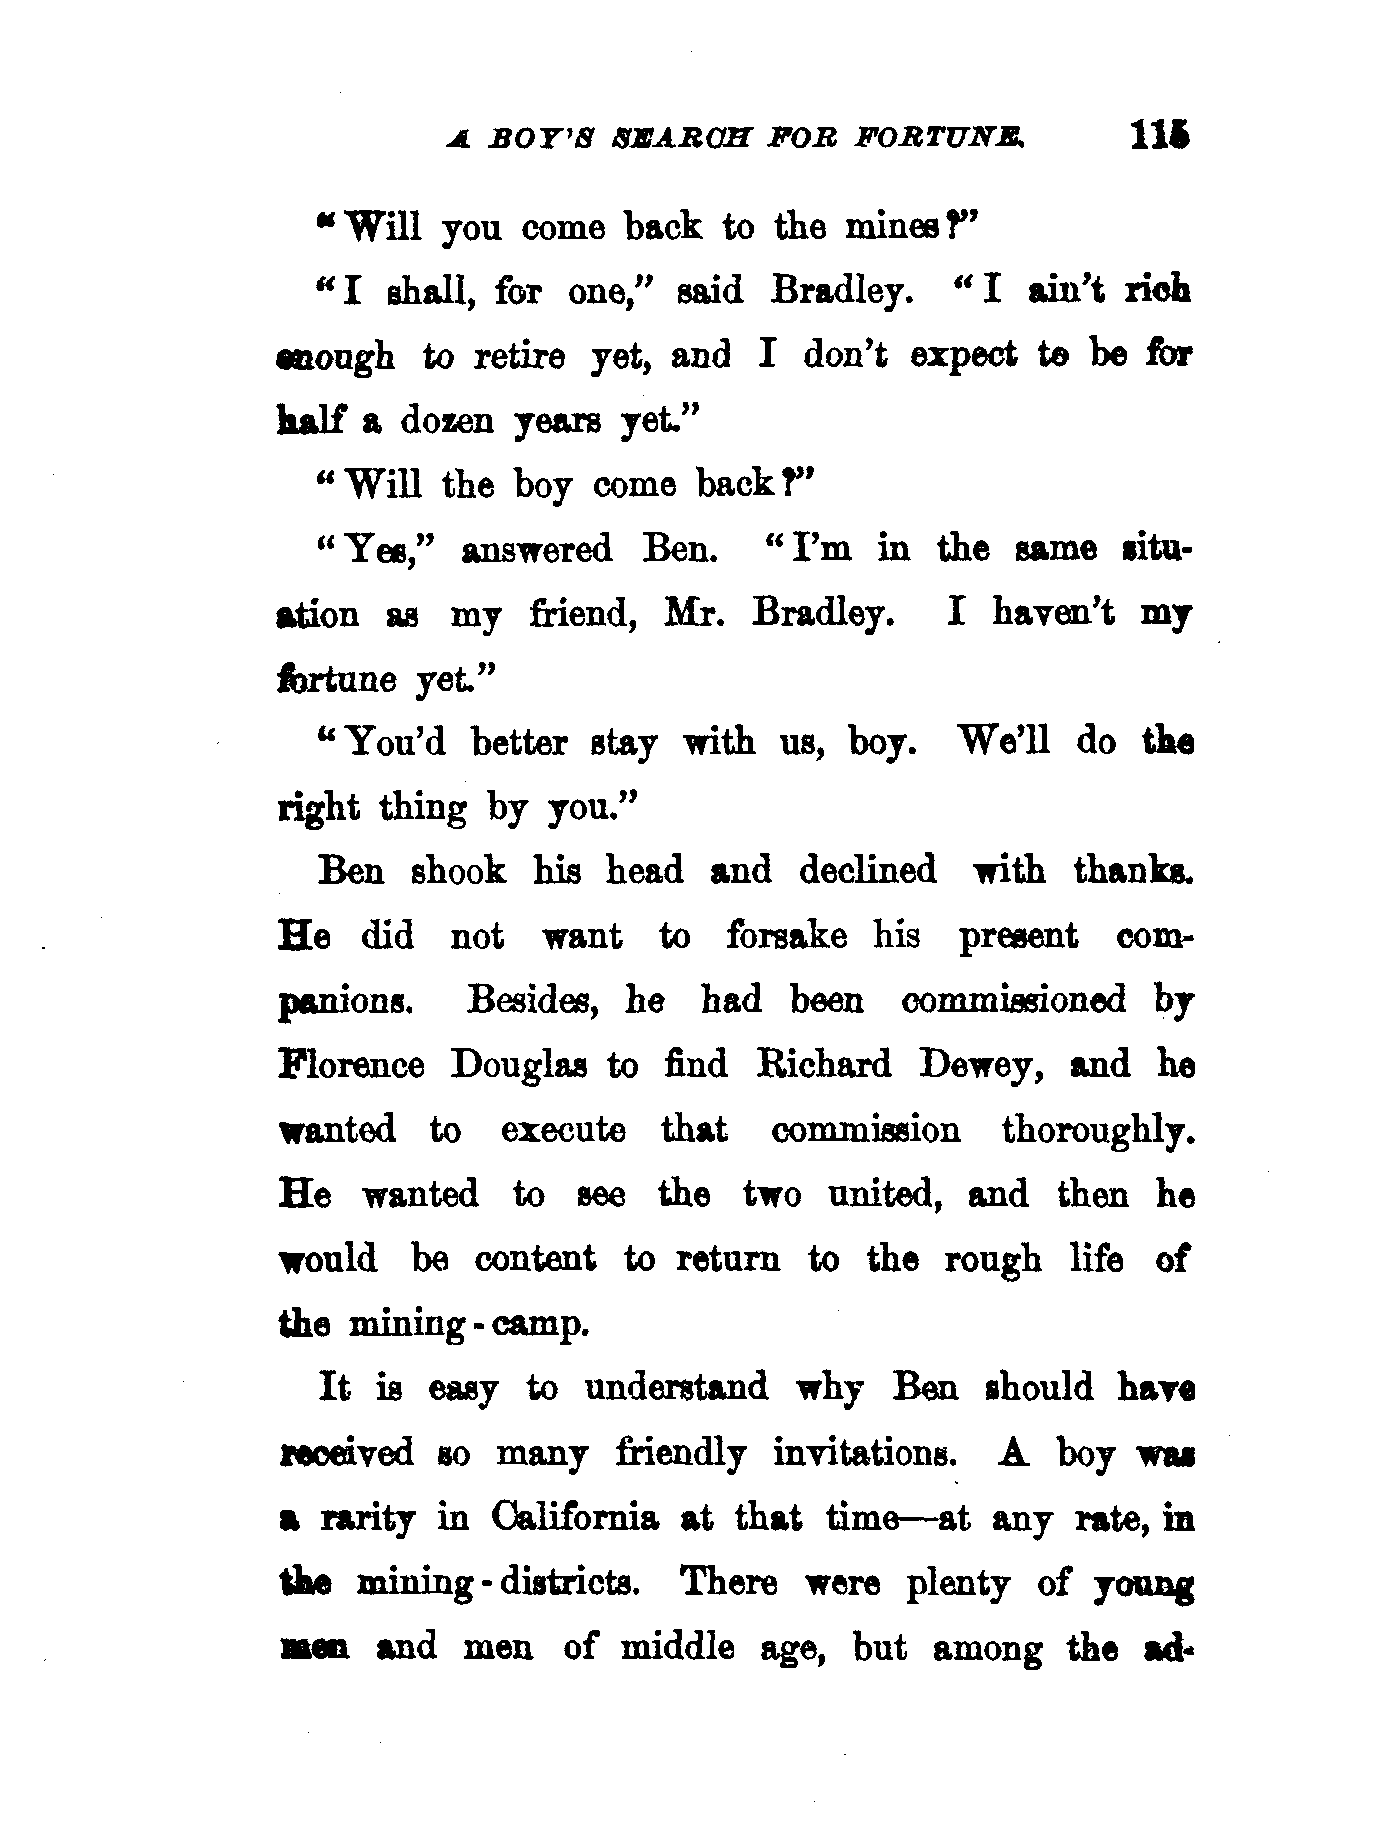 A BOY'S SEARCH FOR FORTUNE. 115
"Will you come back to the mines?"
"I shall, for one," said Bradley. "I ain't rich
enough to retire yet, and I don't expect to be for
half a dozen years yet."
"Will the boy come back?"
"Yes," answered Ben. "I'm in the same situ-
ation as my friend, Mr. Bradley. I haven't my
fortune yet."
"You'd better stay with us, boy. We'll do the
right thing by you."
Ben shook his head and declined with thanks.
He did not want to forsake his present com-
panions. Besides, he had been commissioned by
Florence Douglas to find Richard Dewey, and he
wanted to execute that commission thoroughly.
He wanted to see the two united, and then he
would be content to return to the rough life of
the mining-camp.
It is easy to understand why Ben should have
received so many friendly invitations. A boy was
a rarity in California at that time—at any rate, in
the mining-districts. There were plenty of young
men and men of middle age, but among the ad-